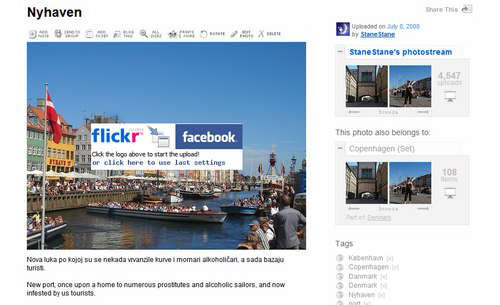 Nyhaven
Share This
ADD NOTE
SEND TO GROUP
ADD TO SET
BLOG THIS
ALL SIZES
ORDER PRINTS
ROTATE
EDIT PHOTO
DELETE
flickr
facebook.
Click the logo above to start the upload!
or click here to use last settings
Nova luka po kojoj su se nekada vrvanzile kurve i mornari alkoholičari, a sada bazaju
turisti.
New port, once upon a home to numerous prostitutes and alcoholic sailors, and now
infested by us tourists.
Uploaded on July 8, 2008
by StaneStane
StaneStane's photostream
4,547
uploads
browse
This photo also belongs to:
Copenhagen (Set)
108
items
browse
Part of: Denmark
Tags
København [x]
Copenhagen [x]
Danmark [x]
Denmark [x]
Nyhavn [x]
port [x]